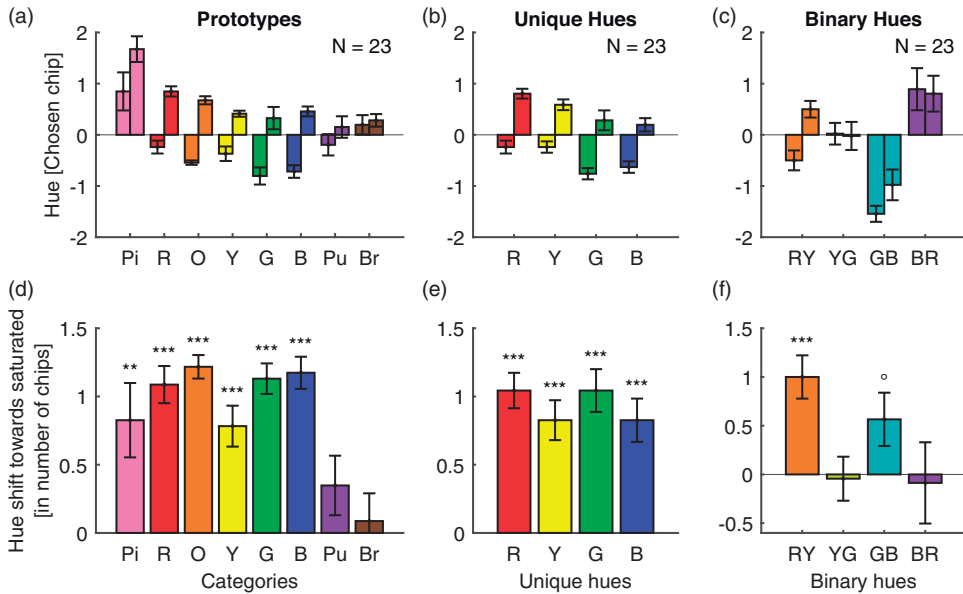 (a) Prototypes
N = 23
Hue [Chosen chip]
2
1
0
-1
-2
Pi R O Y G B Pu Br
(b) Unique Hues
N = 23
2
1
0
-1
-2
R Y G B
(c) Binary Hues
N = 23
2
1
0
-1
-2
RY YG GB BR
(d)
Hue shift towards saturated
[in number of chips]
1.5
1
0.5
0
** *** *** *** *** ***
Pi R O Y G B Pu Br
Categories
(e)
1.5
1
0.5
0
*** *** *** ***
R Y G B
Unique hues
(f)
1.5
1
0.5
0
-0.5
*** °
RY YG GB BR
Binary hues